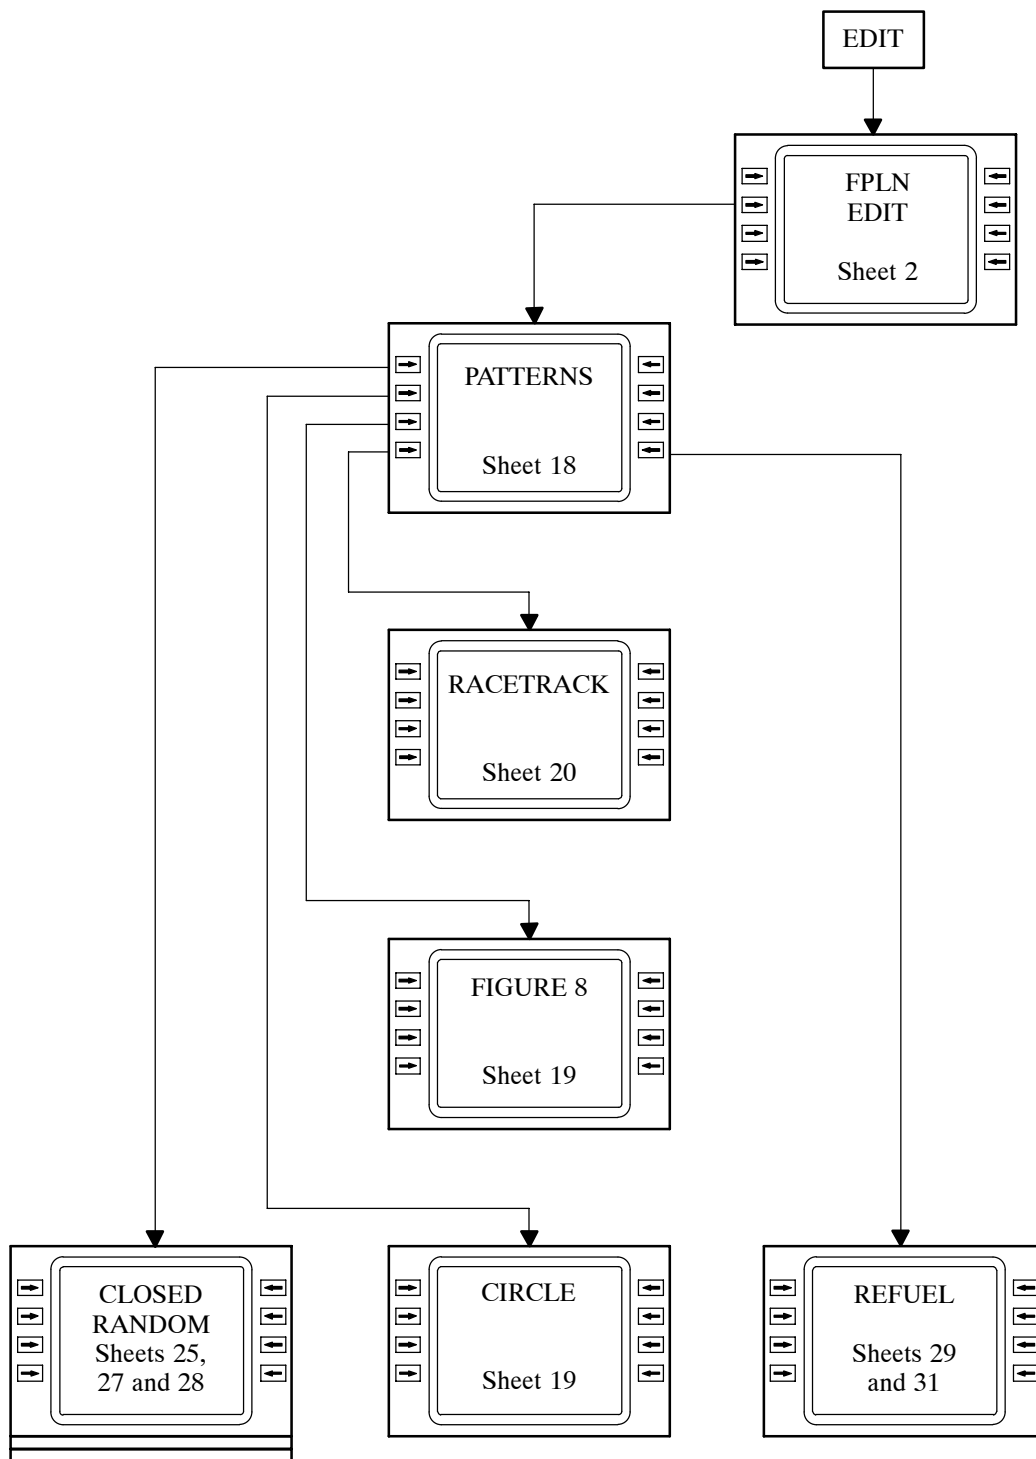 EDIT
FPLN
EDIT
Sheet 2
PATTERNS
Sheet 18
RACETRACK
Sheet 20
FIGURE 8
Sheet 19
CLOSED
RANDOM
Sheets 25,
27 and 28
CIRCLE
Sheet 19
REFUEL
Sheets 29
and 31